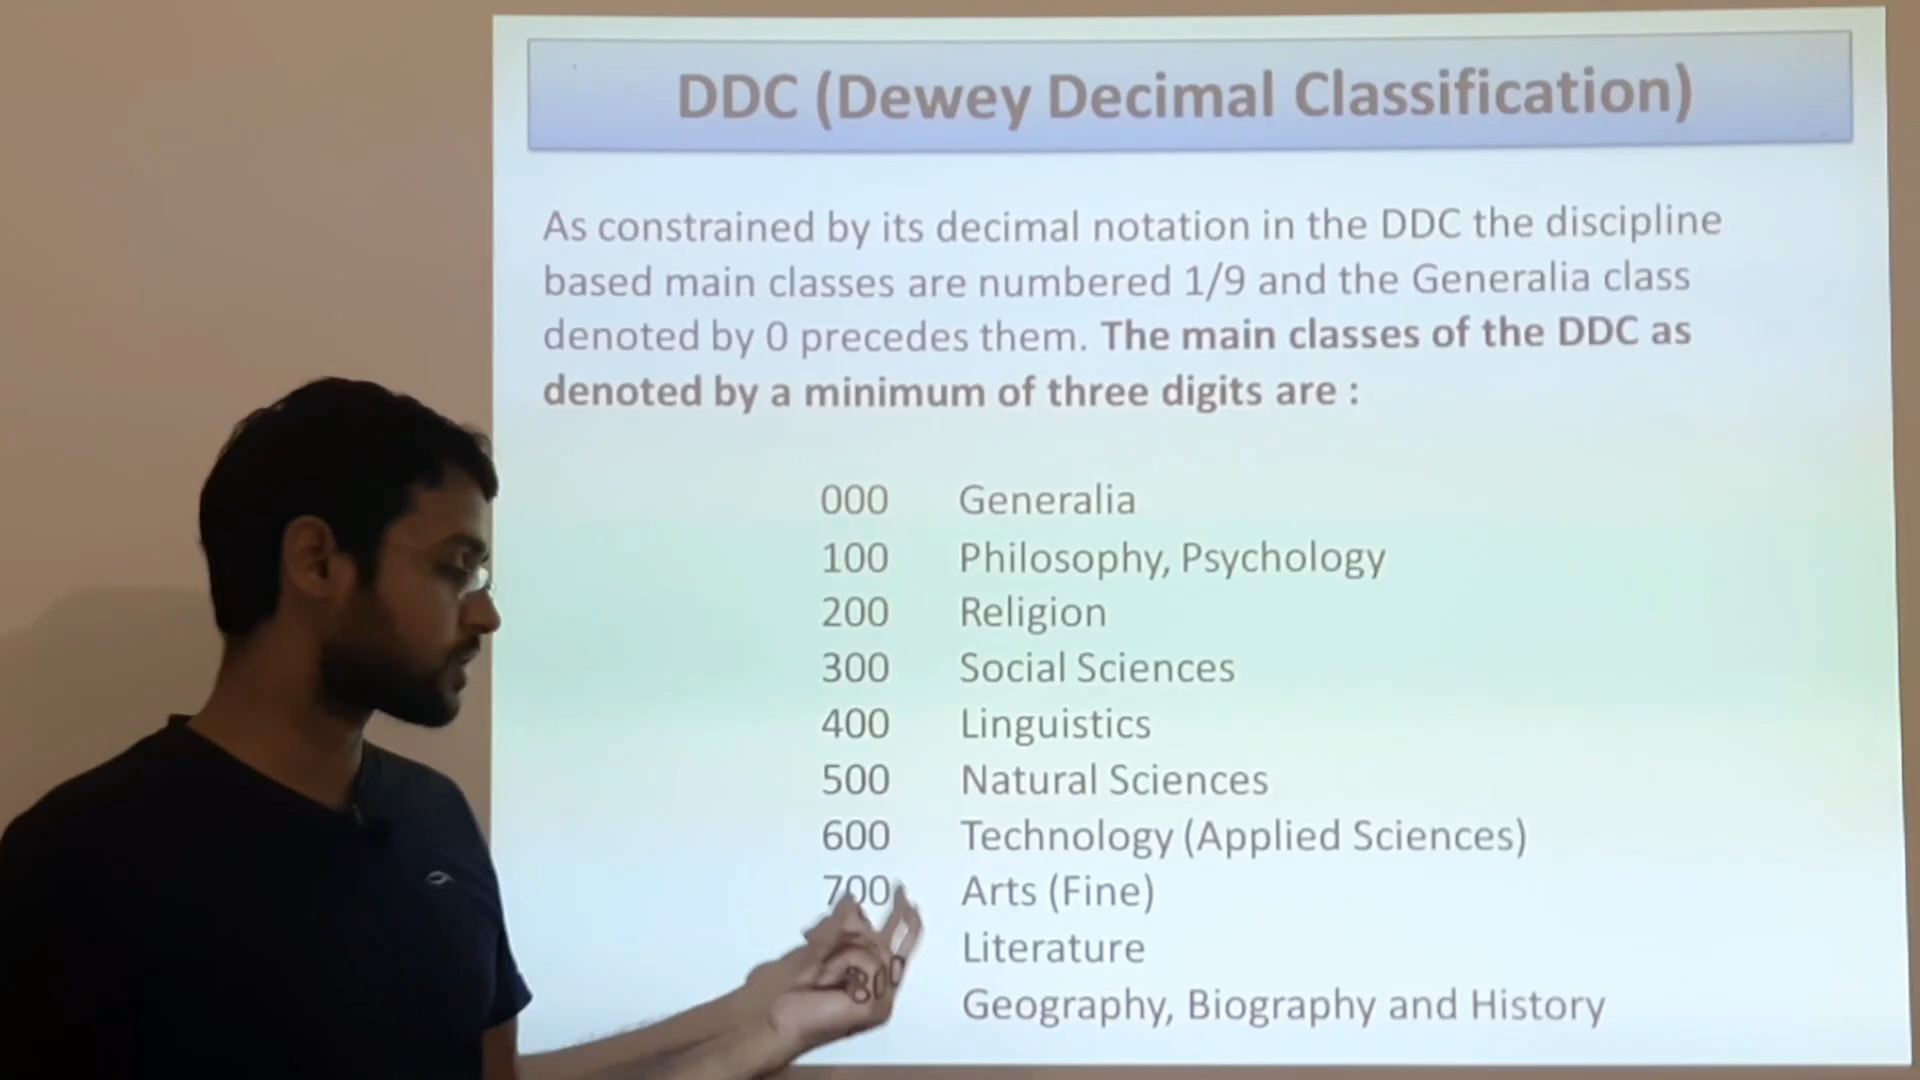 DDC (Dewey Decimal Classification)
As constrained by its decimal notation in the DDC the discipline
based main classes are numbered 1/9 and the Generalia class
denoted by 0 precedes them. The main classes of the DDC as
denoted by a minimum of three digits are :
000 Generalia
100 Philosophy, Psychology
200 Religion
300 Social Sciences
400 Linguistics
500 Natural Sciences
600 Technology (Applied Sciences)
700 Arts (Fine)
800 Literature
Geography, Biography and History